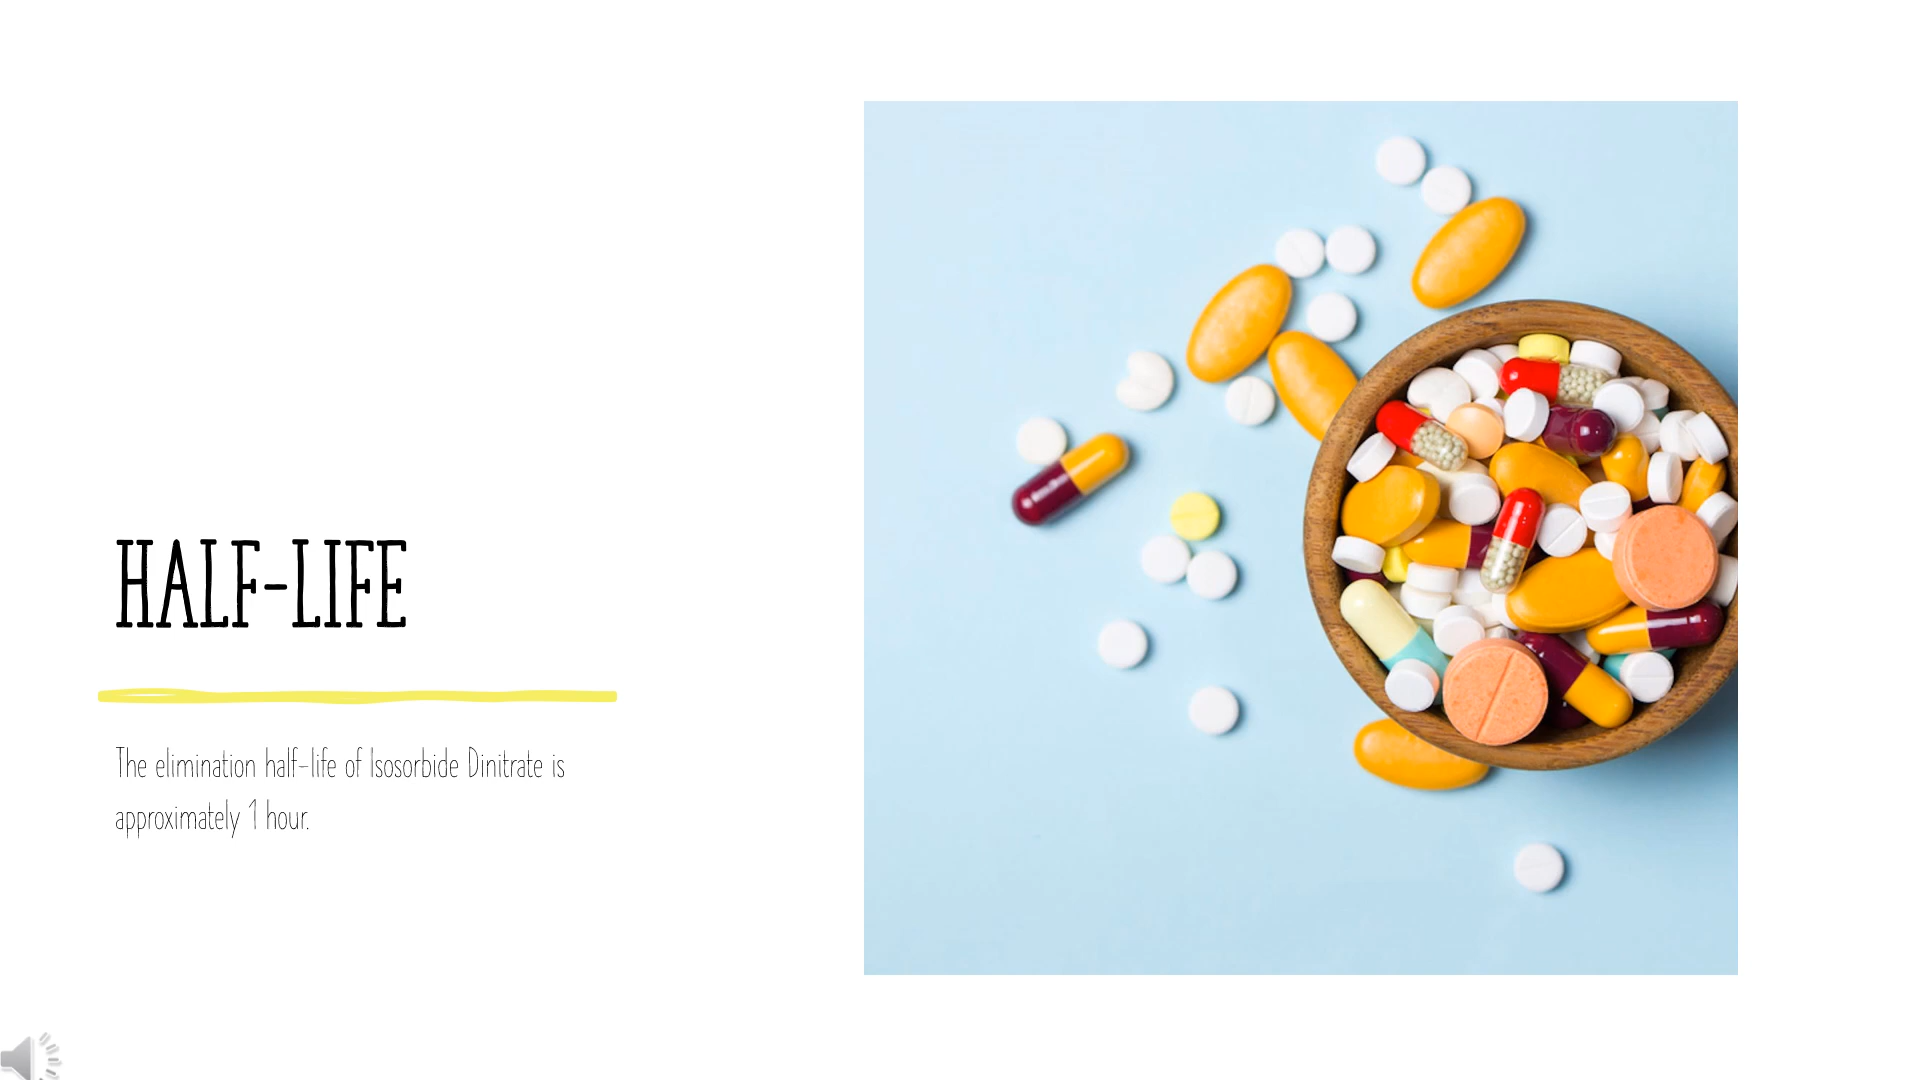 HALF-LIFE
The elimination half-life of Isosorbide Dinitrate is
approximately 1 hour.